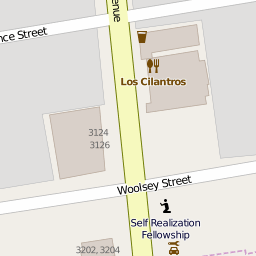 enue
nce Street
Los Cilantros
3124
3126
Woolsey Street
Self Realization
Fellowship
3202, 3204